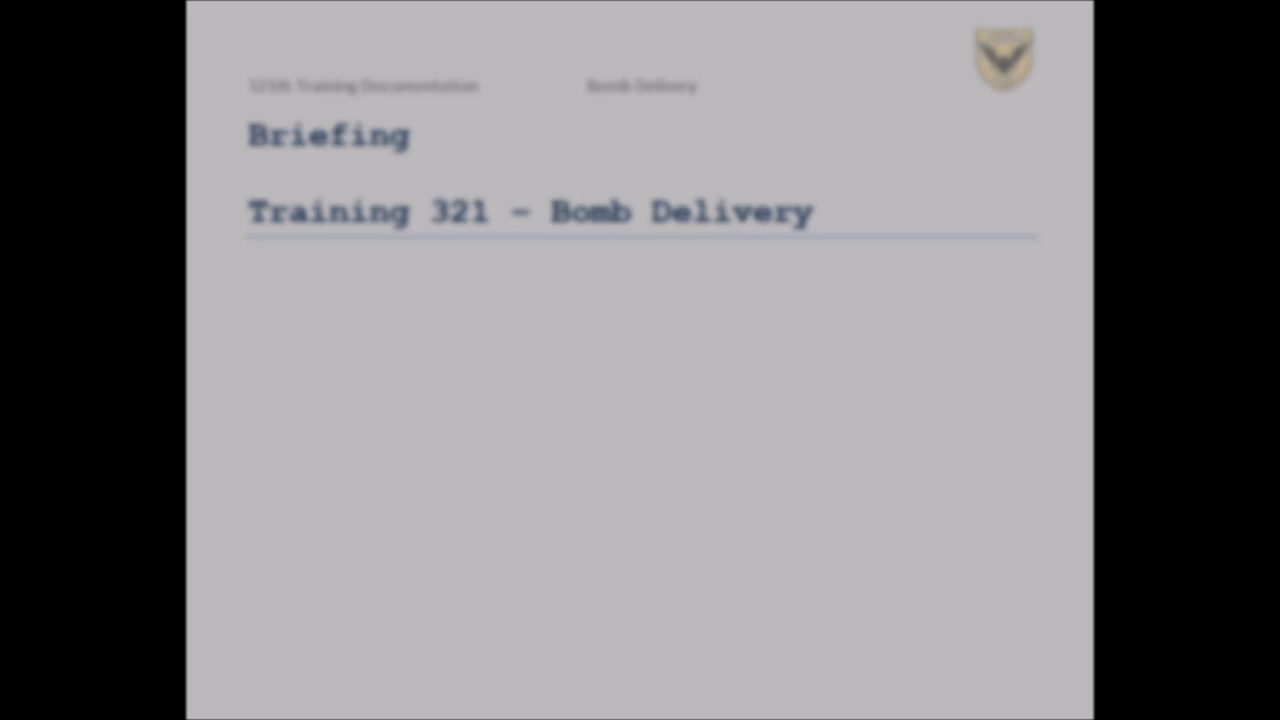 Training Documentation Bomb Delivery
Briefing
Training 321 – Bomb Delivery